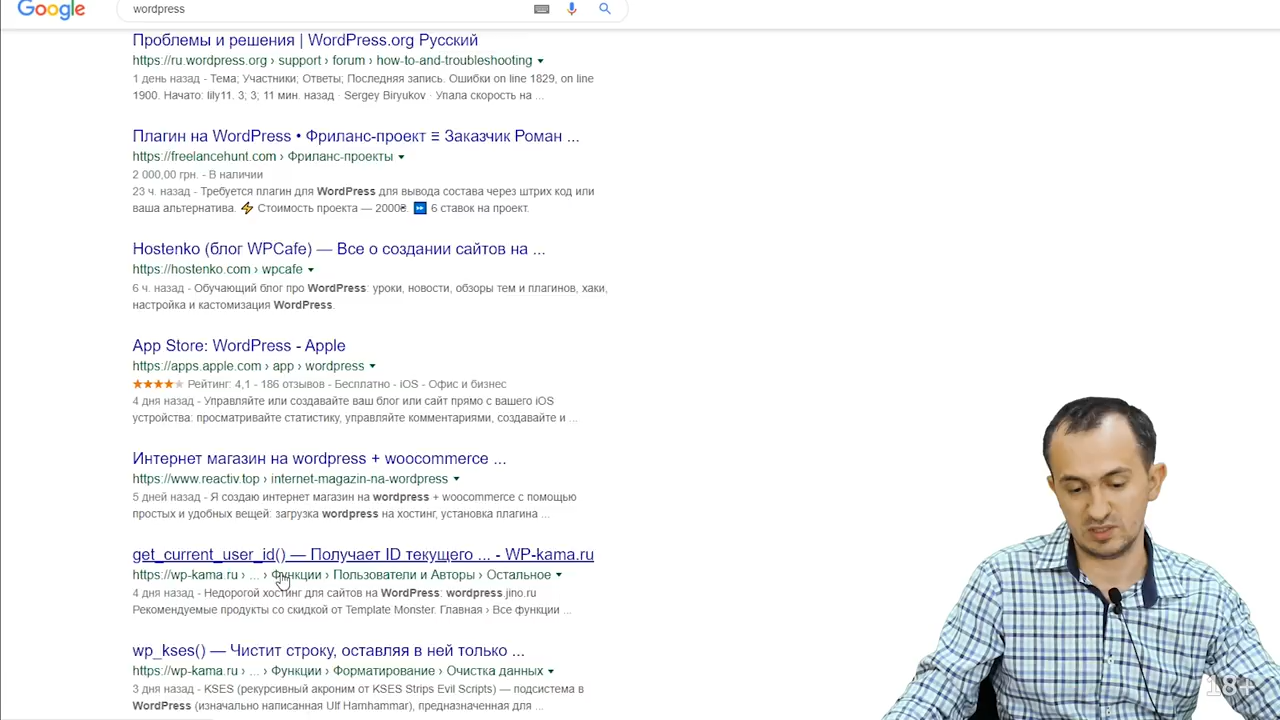 Google
wordpress
Проблемы и решения | WordPress.org Русский
https://ru.wordpress.org › support › forum › how-to-and-troubleshooting
1 день назад - Тема; Участники; Ответы; Последняя запись. Ошибки on line 1829, on line
1900. Начато: lily11. 3; 3; 11 мин. назад · Sergey Biryukov · Упала скорость на ...
Плагин на WordPress • Фриланс-проект ≡ Заказчик Роман ...
https://freelancehunt.com › Фриланс-проекты
2 000,00 грн. - В наличии
23 ч. назад - Требуется плагин для WordPress для вывода состава через штрих код или
ваша альтернатива. ⚡ Стоимость проекта — 2000₴. ⏩ 6 ставок на проект.
Hostenko (блог WPCafe) — Все о создании сайтов на ...
https://hostenko.com › wpcafe
6 ч. назад - Обучающий блог про WordPress: уроки, новости, обзоры тем и плагинов, хаки,
настройка и кастомизация WordPress.
App Store: WordPress - Apple
https://apps.apple.com › app › wordpress
Рейтинг: 4,1 - 186 отзывов - Бесплатно - iOS - Офис и бизнес
4 дня назад - Управляйте или создавайте ваш блог или сайт прямо с вашего iOS
устройства: просматривайте статистику, управляйте комментариями, создавайте и ...
Интернет магазин на wordpress + woocommerce ...
https://www.reactiv.top › internet-magazin-na-wordpress
5 дней назад - Я создаю интернет магазин на wordpress + woocommerce с помощью
простых и удобных вещей: загрузка wordpress на хостинг, установка плагина ...
get_current_user_id() — Получает ID текущего ... - WP-kama.ru
https://wp-kama.ru › ... › Функции › Пользователи и Авторы › Остальное
4 дня назад - Недорогой хостинг для сайтов на WordPress: wordpress.jino.ru
Рекомендуемые продукты со скидкой от Template Monster. Главная › Все функции ...
wp_kses() — Чистит строку, оставляя в ней только ...
https://wp-kama.ru › ... › Функции › Форматирование › Очистка данных
3 дня назад - KSES (рекурсивный акроним от KSES Strips Evil Scripts) — подсистема в
WordPress (изначально написанная Ulf Harnhammar), предназначенная для ...
18+